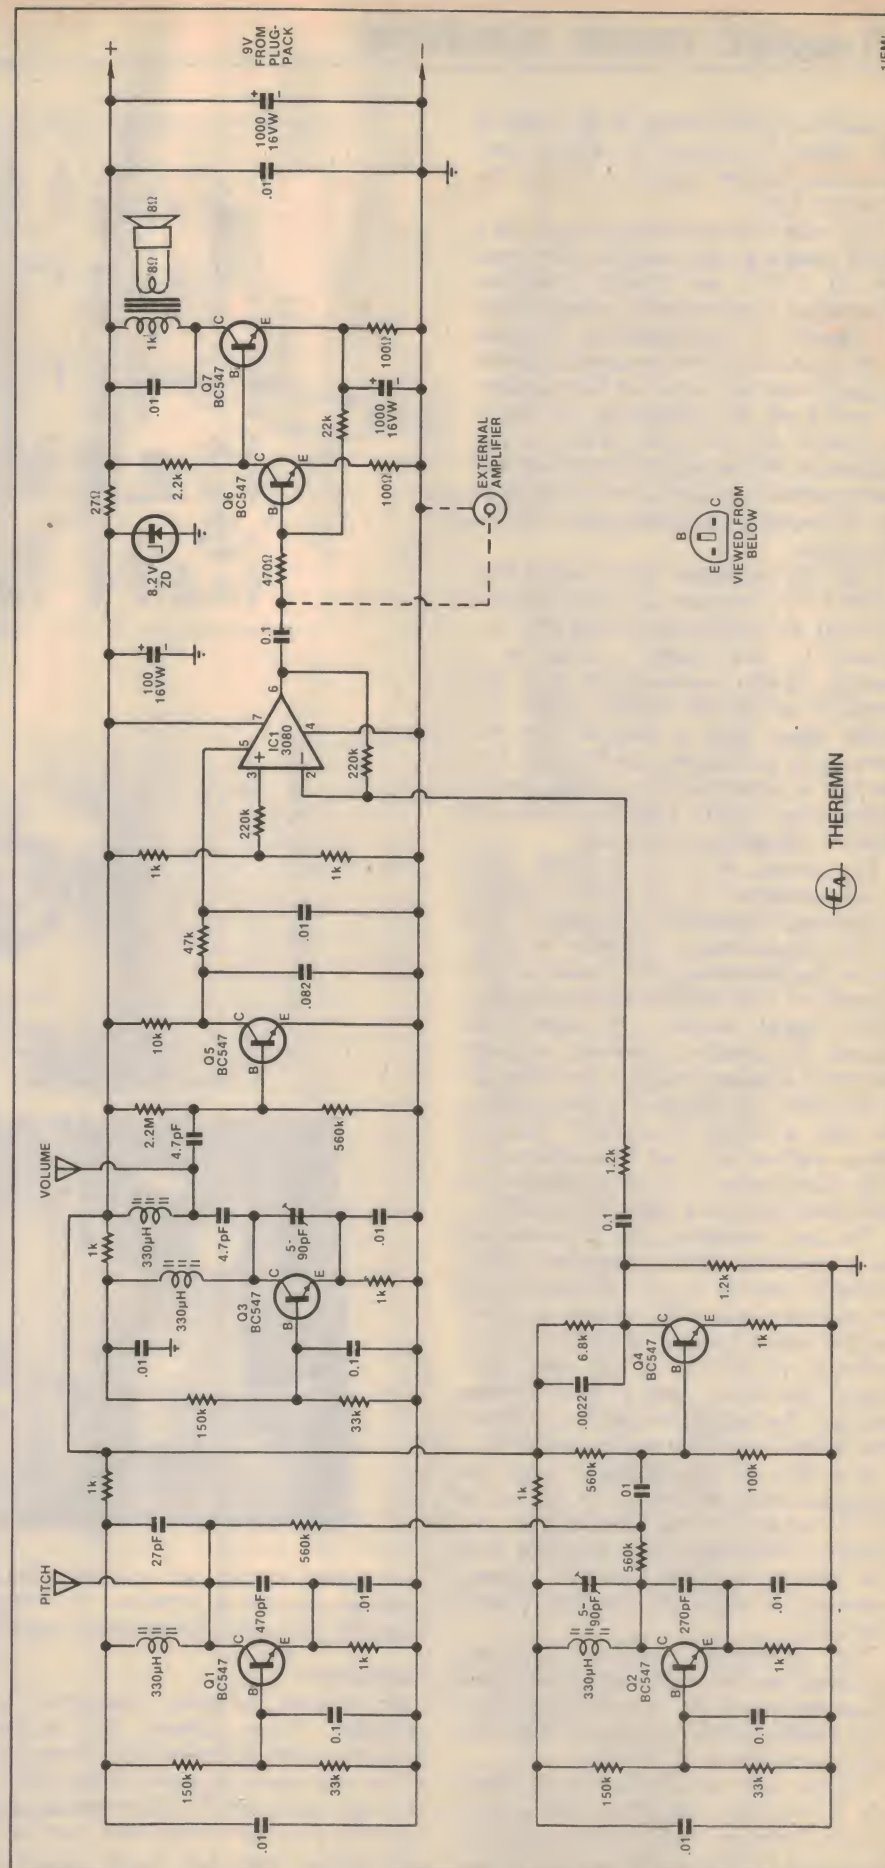 9V
FROM
PLUG-
PACK
+
−
1000
16VW
+
−
.01
8Ω
8Ω
1k
.01
Q7
BC547
B
C
E
100Ω
22k
1000
16VW
+
−
27Ω
2.2k
Q6
BC547
B
C
E
100Ω
470Ω
8.2 V
ZD
0.1
EXTERNAL
AMPLIFIER
100
16VW
+
−
IC1
3080
+
−
3
2
5
7
6
4
220k
220k
1k
1k
47k
.01
.082
10k
Q5
BC547
B
C
E
2.2M
560k
4.7pF
VOLUME
330µH
4.7pF
5-
90pF
.01
1k
330µH
Q3
BC547
B
C
E
1k
.01
0.1
150k
33k
1k
PITCH
27pF
560k
470pF
.01
330µH
Q1
BC547
B
C
E
1k
0.1
150k
33k
.01
B
E
C
VIEWED FROM
BELOW
EA THEREMIN
1.2k
0.1
1.2k
6.8k
.0022
Q4
BC547
B
C
E
1k
560k
100k
1k
01
560k
5-
90pF
270pF
.01
330µH
Q2
BC547
B
C
E
1k
0.1
150k
33k
.01